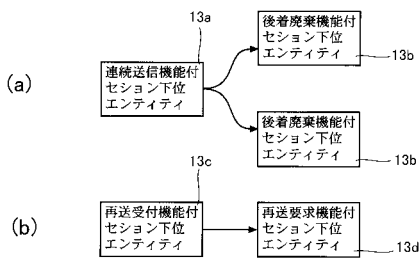 (a)
13a
連続送信機能付
セション下位
エンティティ
後着廃棄機能付
セション下位
エンティティ
13b
後着廃棄機能付
セション下位
エンティティ
13b
(b)
13c
再送受付機能付
セション下位
エンティティ
再送要求機能付
セション下位
エンティティ
13d